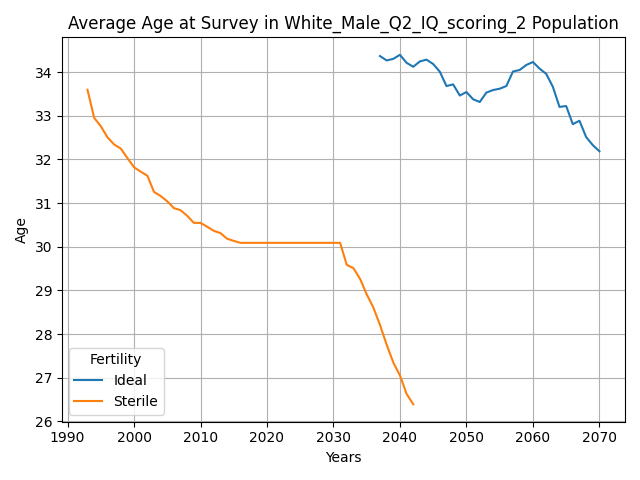 Average Age at Survey in White_Male_Q2_IQ_scoring_2 Population
Age
34
33
32
31
30
29
28
27
26
Fertility
Ideal
Sterile
1990 2000 2010 2020 2030 2040 2050 2060 2070
Years